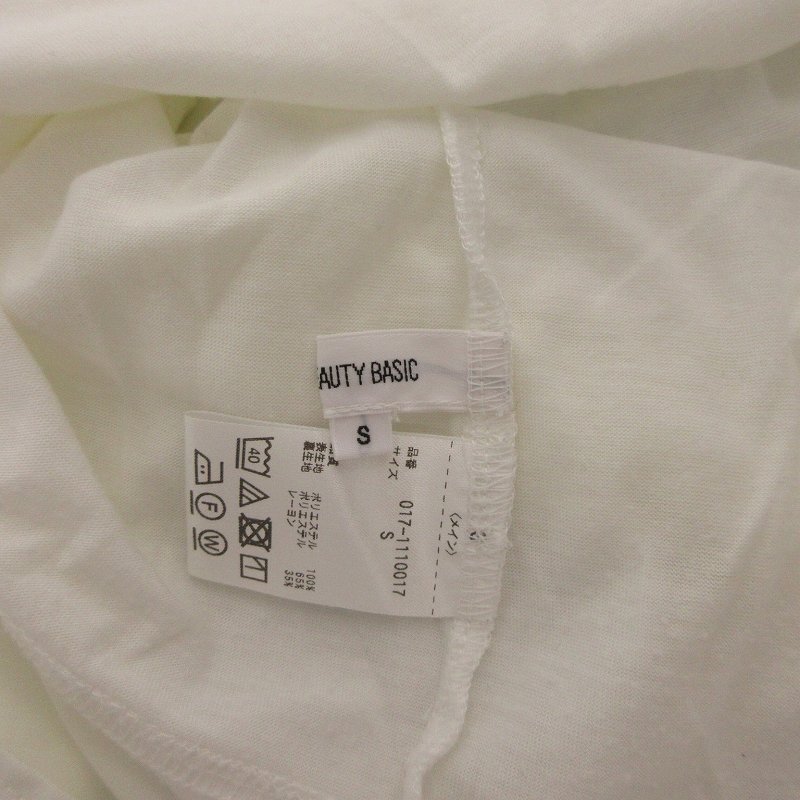 AUTY BASIC
S
〈メイン〉
品番 017-1110017
サイズ S
表生地 ポリエステル 100%
裏生地 ポリエステル 65%
レーヨン 35%
40
F
W